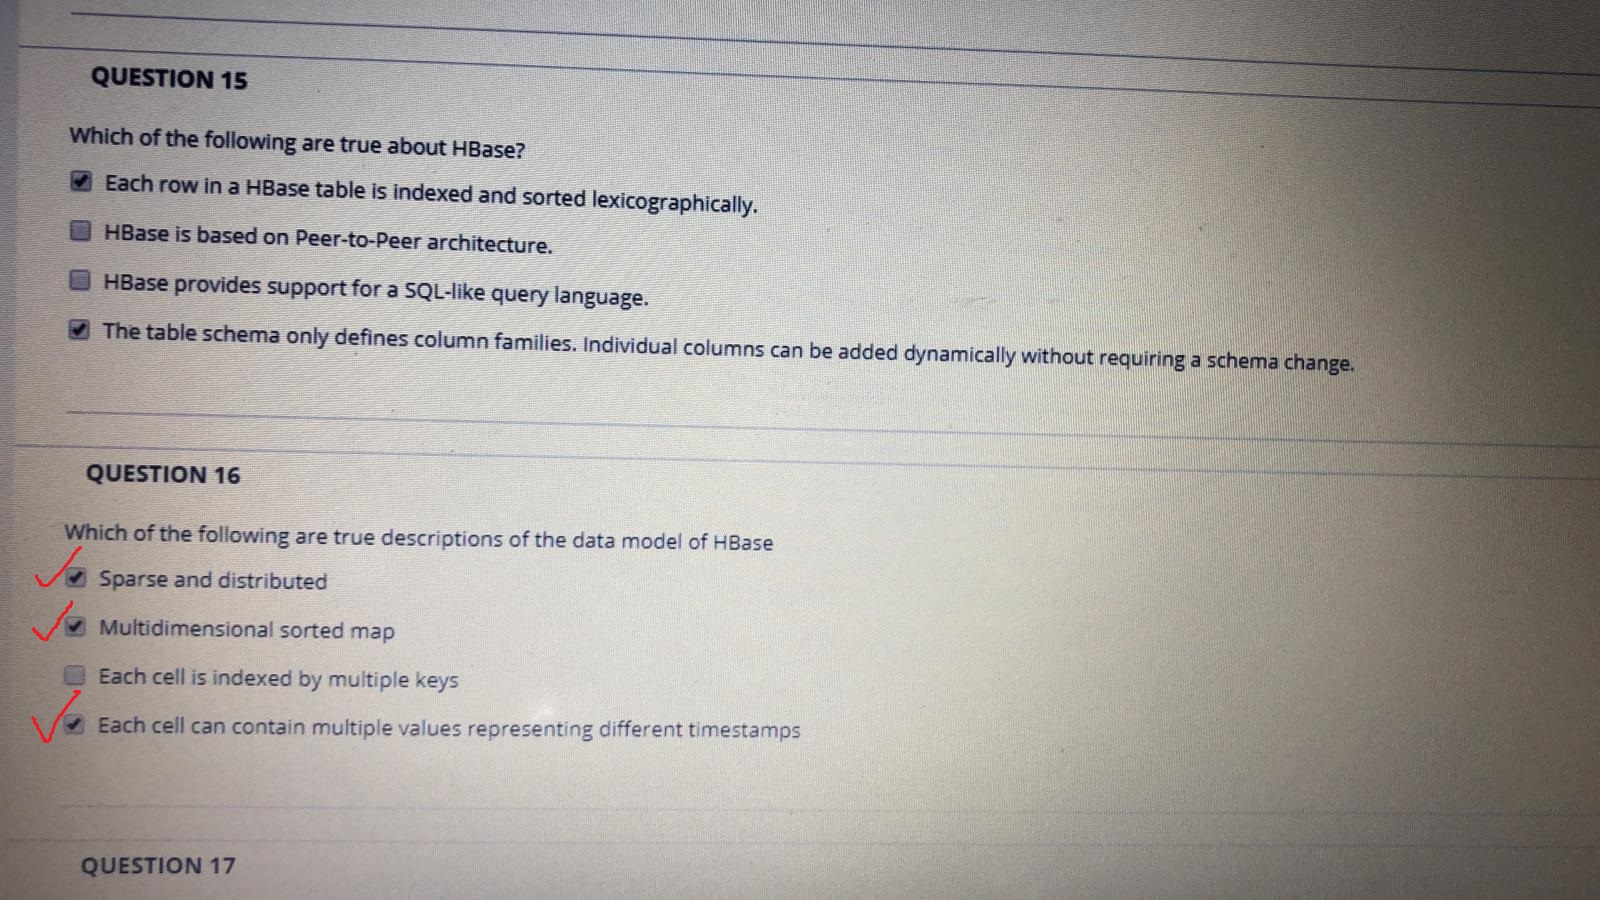 QUESTION 15
Which of the following are true about HBase?
Each row in a HBase table is indexed and sorted lexicographically.
HBase is based on Peer-to-Peer architecture.
HBase provides support for a SQL-like query language.
The table schema only defines column families. Individual columns can be added dynamically without requiring a schema change.
QUESTION 16
Which of the following are true descriptions of the data model of HBase
Sparse and distributed
Multidimensional sorted map
Each cell is indexed by multiple keys
Each cell can contain multiple values representing different timestamps
QUESTION 17